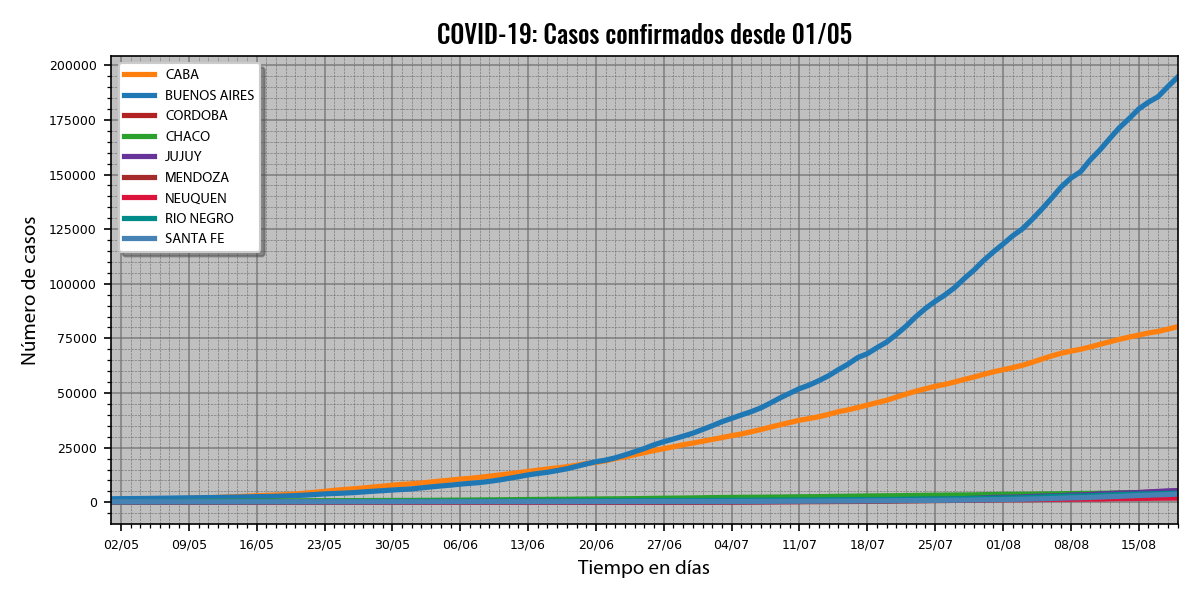 COVID-19: Casos confirmados desde 01/05
200000
175000
150000
125000
100000
75000
50000
25000
0
Número de casos
CABA
BUENOS AIRES
CORDOBA
CHACO
JUJUY
MENDOZA
NEUQUEN
RIO NEGRO
SANTA FE
02/05 09/05 16/05 23/05 30/05 06/06 13/06 20/06 27/06 04/07 11/07 18/07 25/07 01/08 08/08 15/08
Tiempo en días